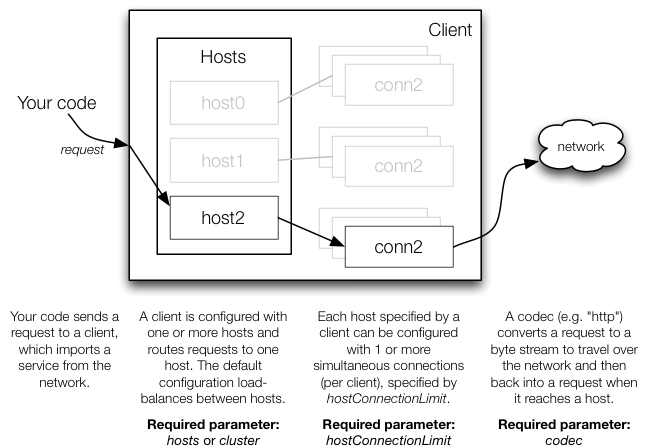 Client
Hosts
host0
conn2
Your code
request
host1
conn2
network
host2
conn2
Your code sends a
request to a client,
which imports a
service from the
network.
A client is configured with
one or more hosts and
routes requests to one
host. The default
configuration load-
balances between hosts.
Required parameter:
hosts or cluster
Each host specified by a
client can be configured
with 1 or more
simultaneous connections
(per client), specified by
hostConnectionLimit.
Required parameter:
hostConnectionLimit
A codec (e.g. "http")
converts a request to a
byte stream to travel over
the network and then
back into a request when
it reaches a host.
Required parameter:
codec